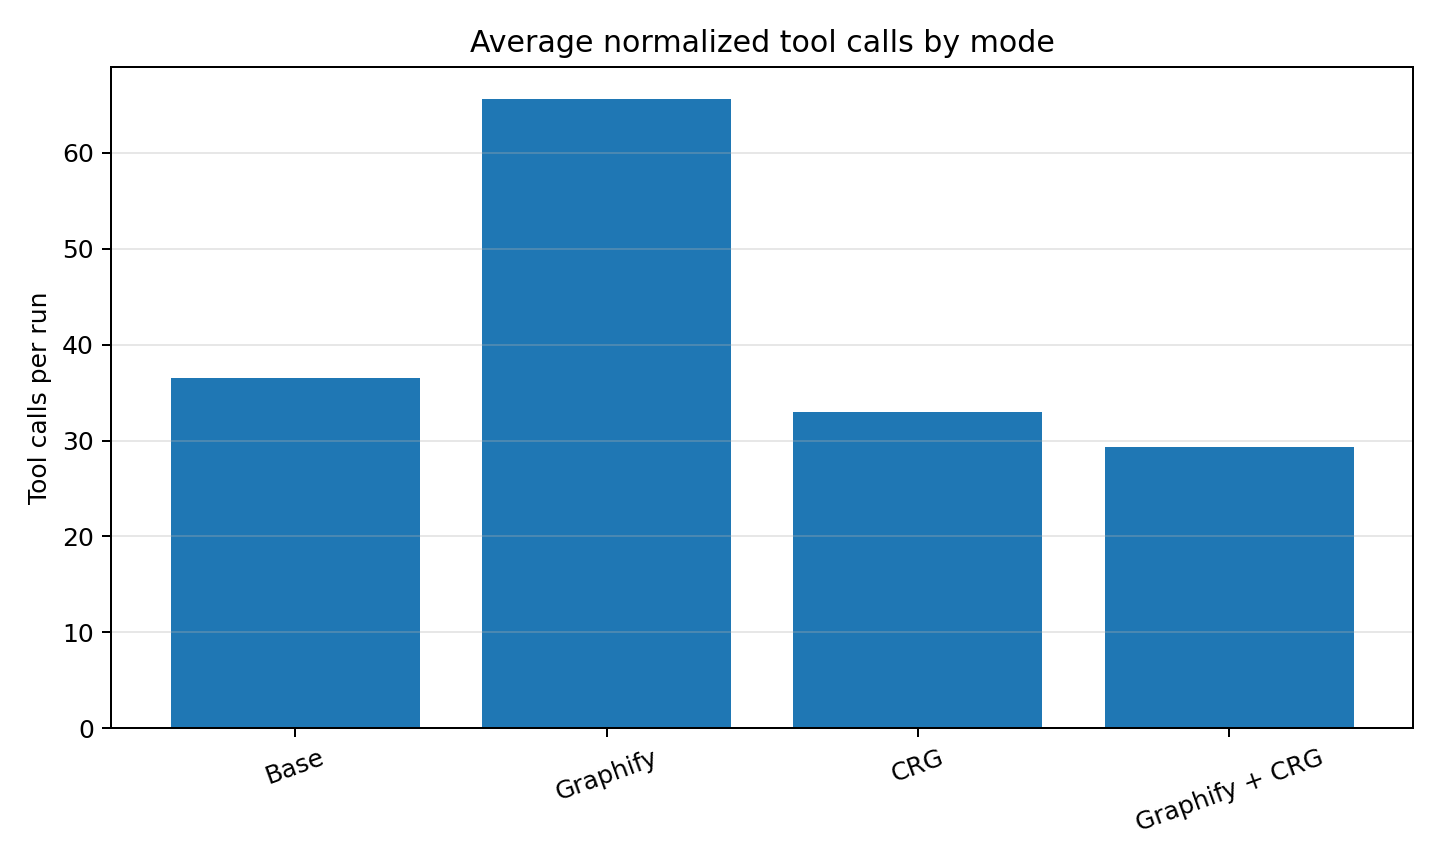 Average normalized tool calls by mode
Tool calls per run
60
50
40
30
20
10
0
Base
Graphify
CRG
Graphify + CRG